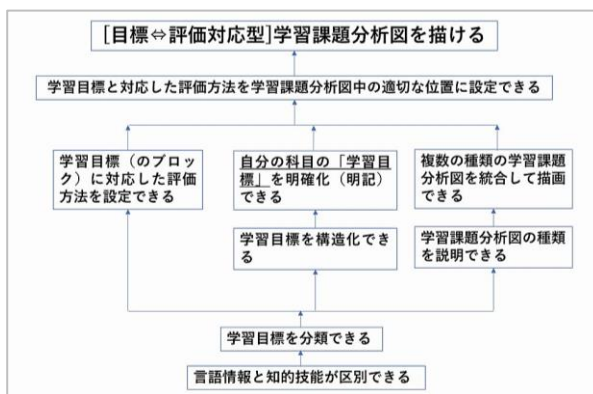 [目標⇔評価対応型]学習課題分析図を描ける
学習目標と対応した評価方法を学習課題分析図中の適切な位置に設定できる
学習目標（のブロッ
ク）に対応した評価
方法を設定できる
自分の科目の「学習目
標」を明確化（明記）
できる
複数の種類の学習課題
分析図を統合して描画
できる
学習目標を構造化でき
る
学習課題分析図の種類
を説明できる
学習目標を分類できる
言語情報と知的技能が区別できる